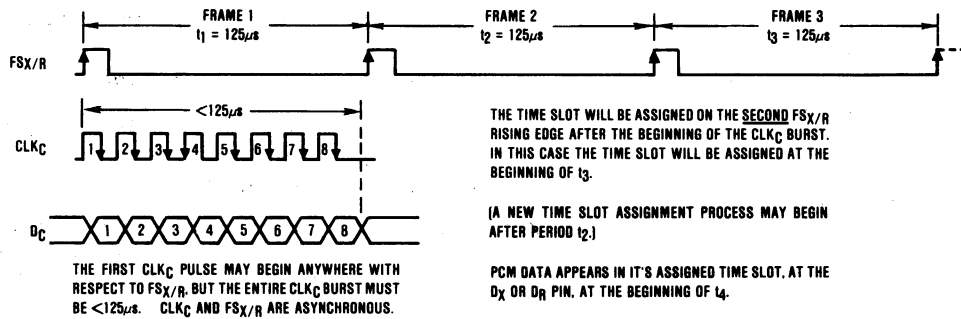 FRAME 1
t1 = 125μs
FRAME 2
t2 = 125μs
FRAME 3
t3 = 125μs
FSX/R
<125μs
CLKC
1 2 3 4 5 6 7 8
DC
1 2 3 4 5 6 7 8
THE FIRST CLKC PULSE MAY BEGIN ANYWHERE WITH
RESPECT TO FSX/R, BUT THE ENTIRE CLKC BURST MUST
BE <125μs. CLKC AND FSX/R ARE ASYNCHRONOUS.
THE TIME SLOT WILL BE ASSIGNED ON THE SECOND FSX/R
RISING EDGE AFTER THE BEGINNING OF THE CLKC BURST.
IN THIS CASE THE TIME SLOT WILL BE ASSIGNED AT THE
BEGINNING OF t3.
(A NEW TIME SLOT ASSIGNMENT PROCESS MAY BEGIN
AFTER PERIOD t2.)
PCM DATA APPEARS IN IT'S ASSIGNED TIME SLOT, AT THE
DX OR DR PIN, AT THE BEGINNING OF t4.